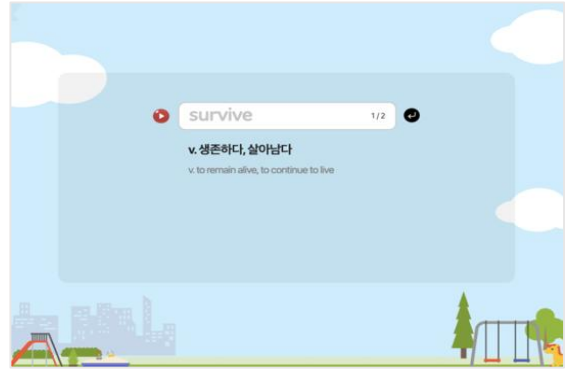 survive 1/2
v. 생존하다, 살아남다
v. to remain alive, to continue to live